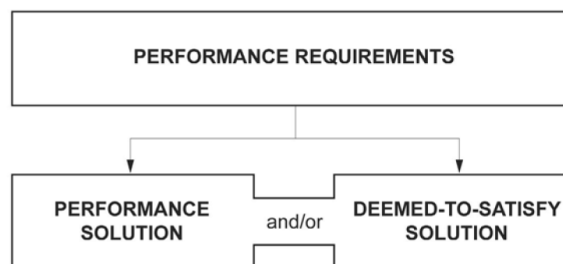 PERFORMANCE REQUIREMENTS
PERFORMANCE
SOLUTION
and/or
DEEMED-TO-SATISFY
SOLUTION